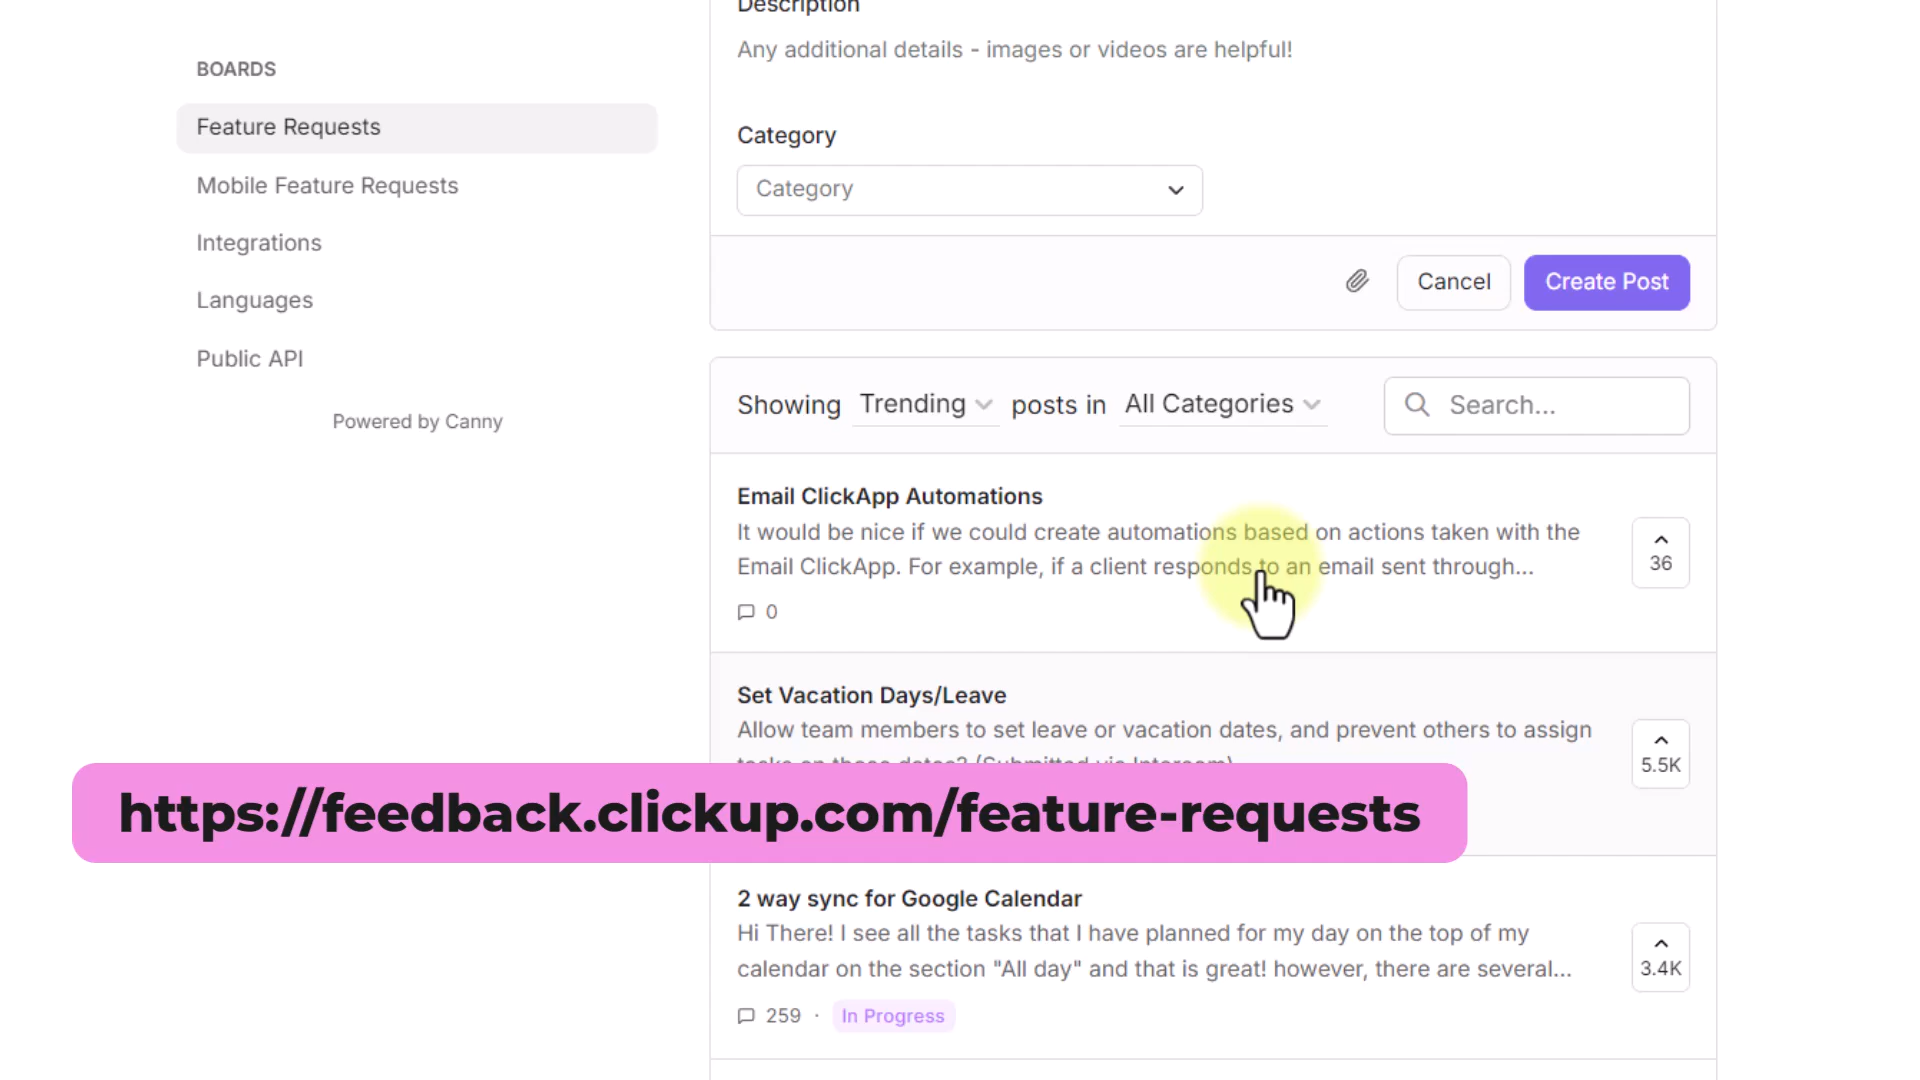 BOARDS
Feature Requests
Mobile Feature Requests
Integrations
Languages
Public API
Powered by Canny
Description
Any additional details - images or videos are helpful!
Category
Category
Cancel
Create Post
Showing Trending posts in All Categories
Search...
Email ClickApp Automations
It would be nice if we could create automations based on actions taken with the
Email ClickApp. For example, if a client responds to an email sent through...
0
36
Set Vacation Days/Leave
Allow team members to set leave or vacation dates, and prevent others to assign
tasks on those dates? (Submitted via Intercom)
5.5K
https://feedback.clickup.com/feature-requests
2 way sync for Google Calendar
Hi There! I see all the tasks that I have planned for my day on the top of my
calendar on the section "All day" and that is great! however, there are several...
259 · In Progress
3.4K